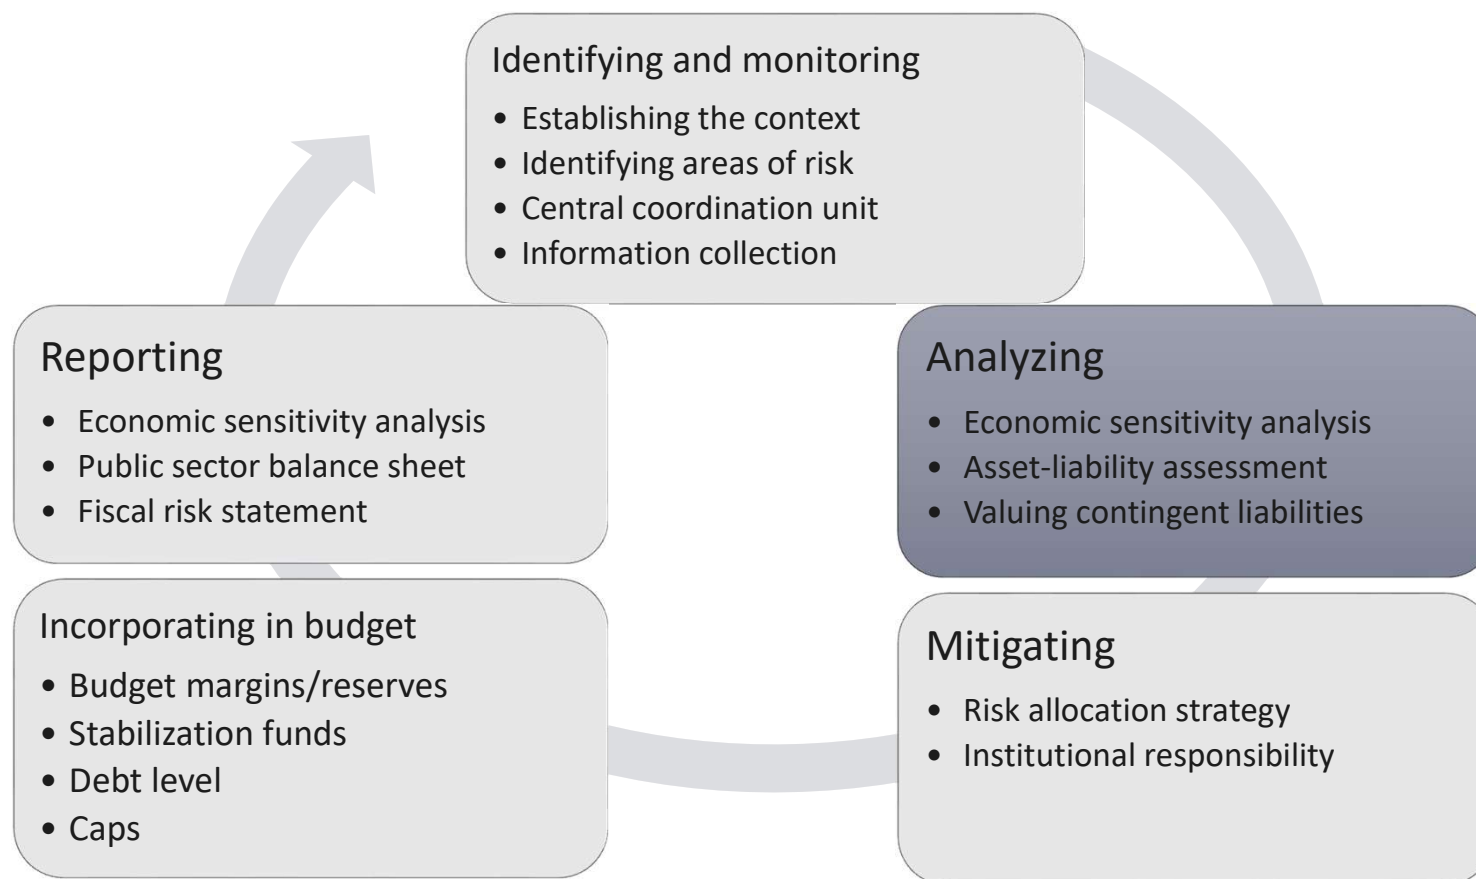 Identifying and monitoring
• Establishing the context
• Identifying areas of risk
• Central coordination unit
• Information collection
Analyzing
• Economic sensitivity analysis
• Asset-liability assessment
• Valuing contingent liabilities
Mitigating
• Risk allocation strategy
• Institutional responsibility
Incorporating in budget
• Budget margins/reserves
• Stabilization funds
• Debt level
• Caps
Reporting
• Economic sensitivity analysis
• Public sector balance sheet
• Fiscal risk statement